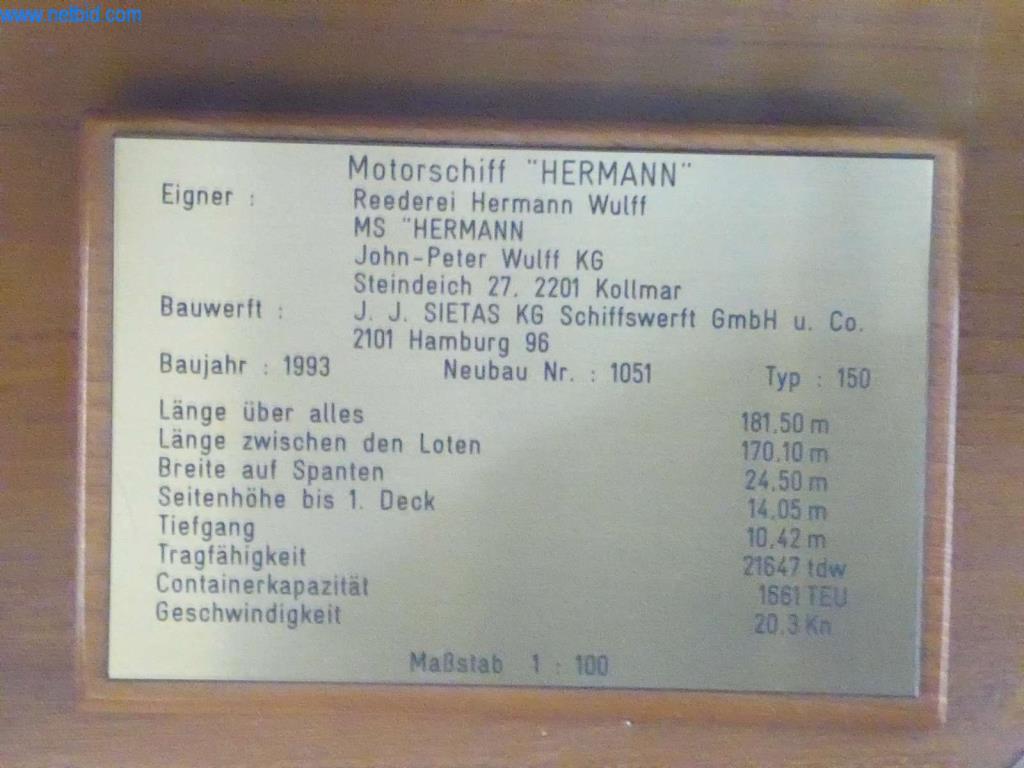 www.netbid.com
Motorschiff "HERMANN"
Eigner : Reederei Hermann Wulff
MS "HERMANN
John-Peter Wulff KG
Steindeich 27, 2201 Kollmar
Bauwerft : J. J. SIETAS KG Schiffswerft GmbH u. Co.
2101 Hamburg 96
Baujahr : 1993 Neubau Nr. : 1051 Typ : 150
Länge über alles 181,50 m
Länge zwischen den Loten 170,10 m
Breite auf Spanten 24,50 m
Seitenhöhe bis 1. Deck 14,05 m
Tiefgang 10,42 m
Tragfähigkeit 21647 tdw
Containerkapazität 1661 TEU
Geschwindigkeit 20,3 Kn
Maßstab 1 : 100